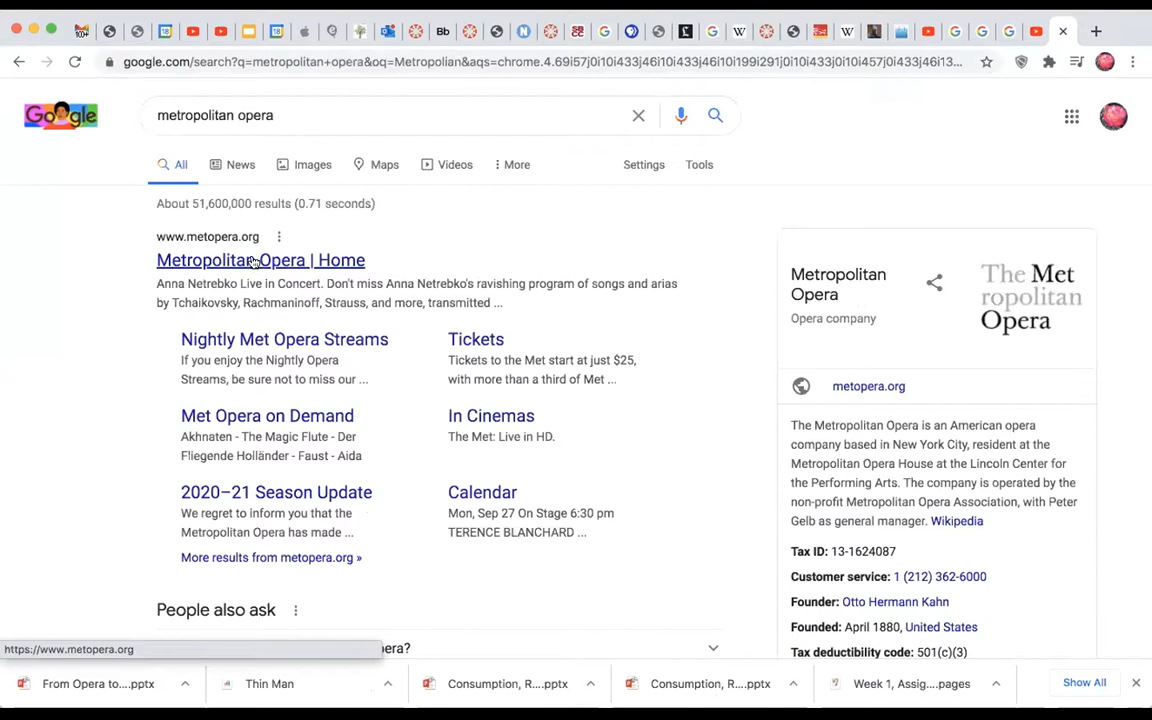 10+
Bb
google.com/search?q=metropolitan+opera&oq=Metropolian+&aqs=chrome.4.69i57j0i10i433j46i10i433j46i10i199i291j0i10i433j0i10i457j0i10i433j46i13...
Google
metropolitan opera
All
News
Images
Maps
Videos
More
Settings
Tools
About 51,600,000 results (0.71 seconds)
www.metopera.org
Metropolitan Opera | Home
Anna Netrebko Live in Concert. Don't miss Anna Netrebko's ravishing program of songs and arias
by Tchaikovsky, Rachmaninoff, Strauss, and more, transmitted ...
Nightly Met Opera Streams
If you enjoy the Nightly Opera
Streams, be sure not to miss our ...
Tickets
Tickets to the Met start at just $25,
with more than a third of Met ...
Met Opera on Demand
Akhnaten - The Magic Flute - Der
Fliegende Holländer - Faust - Aida
In Cinemas
The Met: Live in HD.
2020–21 Season Update
We regret to inform you that the
Metropolitan Opera has made ...
Calendar
Mon, Sep 27 On Stage 6:30 pm
TERENCE BLANCHARD ...
More results from metopera.org »
People also ask
Metropolitan
Opera
Opera company
The Met
ropolitan
Opera
metopera.org
The Metropolitan Opera is an American opera
company based in New York City, resident at the
Metropolitan Opera House at the Lincoln Center for
the Performing Arts. The company is operated by the
non-profit Metropolitan Opera Association, with Peter
Gelb as general manager. Wikipedia
Tax ID: 13-1624087
Customer service: 1 (212) 362-6000
Founder: Otto Hermann Kahn
Founded: April 1880, United States
Tax deductibility code: 501(c)(3)
https://www.metopera.org
From Opera to....pptx
Thin Man
Consumption, R....pptx
Consumption, R....pptx
Week 1, Assig....pages
Show All